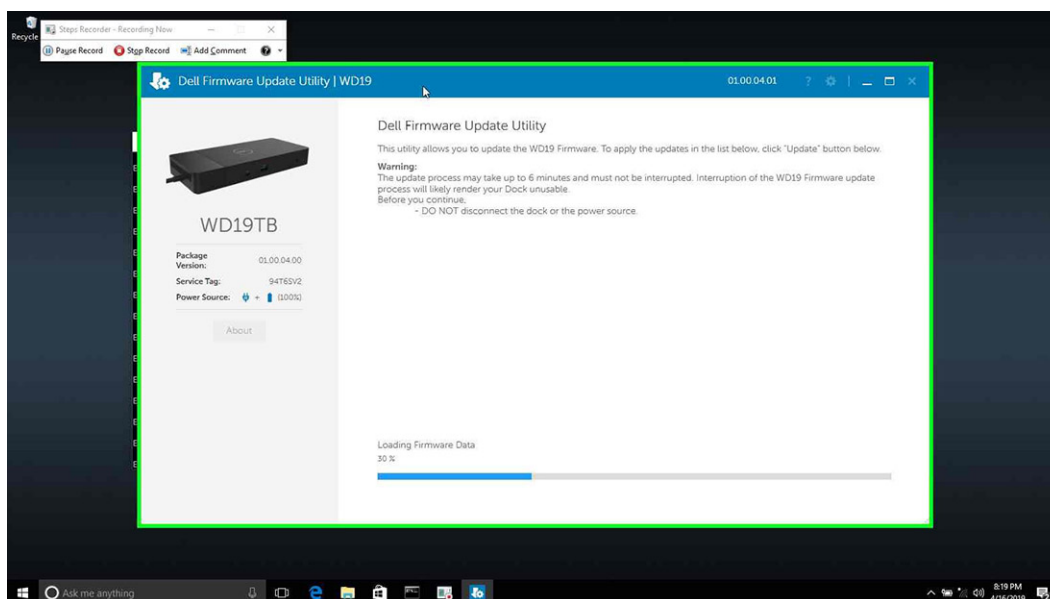 Recycle
Steps Recorder - Recording Now
Pause Record Stop Record Add Comment
Dell Firmware Update Utility | WD19
01.00.04.01
WD19TB
Package Version: 01.00.04.00
Service Tag: 94T6SV2
Power Source: + (100%)
About
Dell Firmware Update Utility
This utility allows you to update the WD19 Firmware. To apply the updates in the list below, click "Update" button below.
Warning:
The update process may take up to 6 minutes and must not be interrupted. Interruption of the WD19 Firmware update
process will likely render your Dock unusable.
Before you continue,
- DO NOT disconnect the dock or the power source.
Loading Firmware Data
30 %
Ask me anything
8:19 PM
4/16/2019